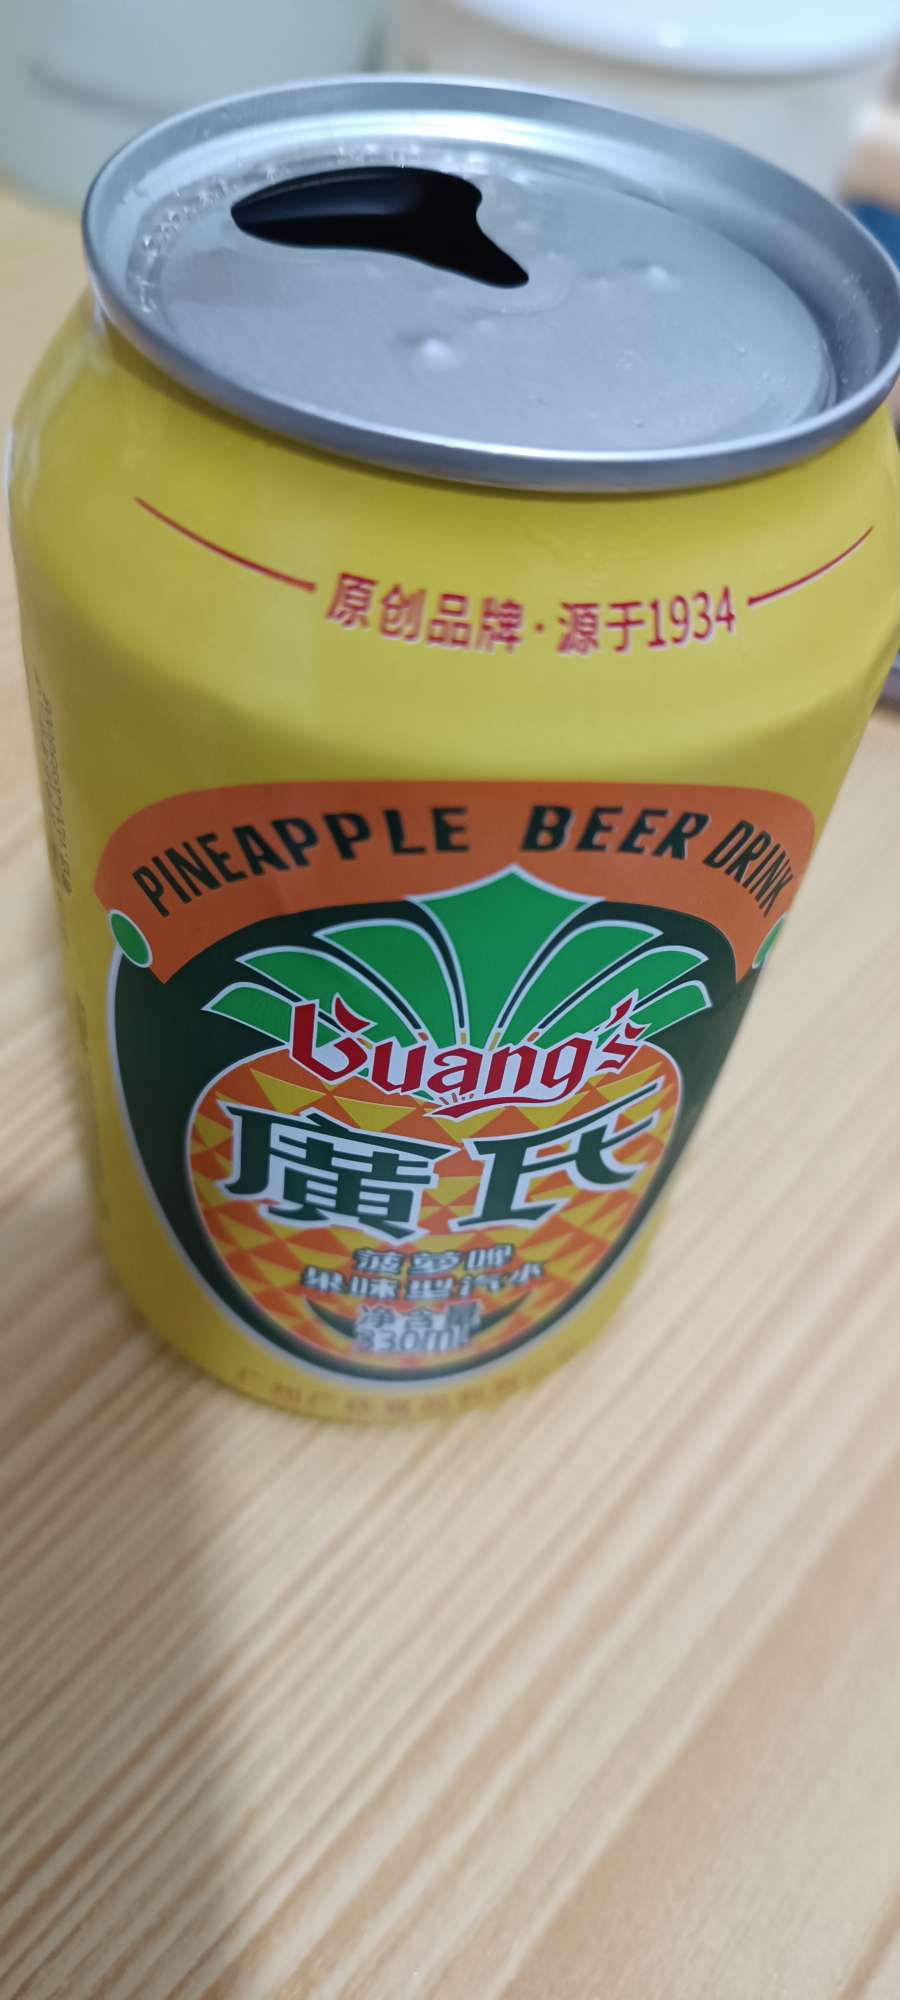 原创品牌·源于1934
PINEAPPLE BEER DRINK
Guang's
廣氏
菠萝啤
果味型汽水
净含量
330ml